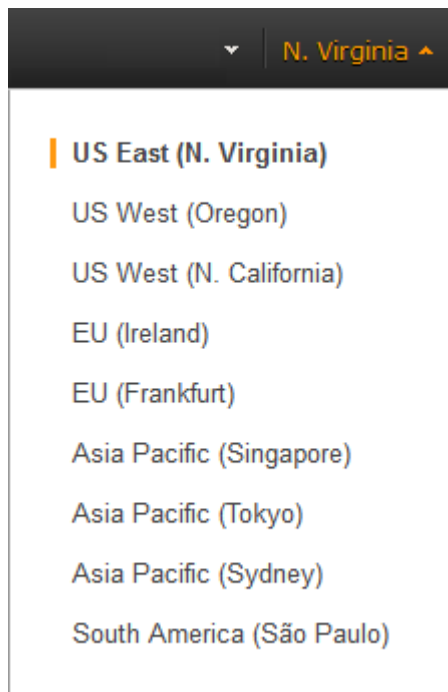 N. Virginia
US East (N. Virginia)
US West (Oregon)
US West (N. California)
EU (Ireland)
EU (Frankfurt)
Asia Pacific (Singapore)
Asia Pacific (Tokyo)
Asia Pacific (Sydney)
South America (São Paulo)